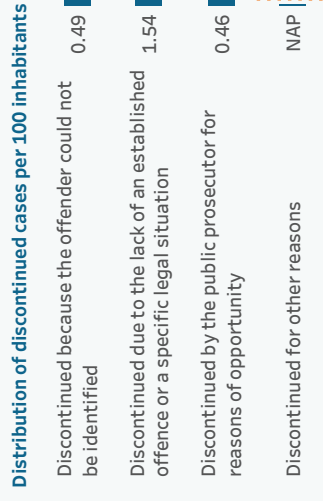 Distribution of discontinued cases per 100 inhabitants
Discontinued because the offender could not
be identified
0.49
Discontinued due to the lack of an established
offence or a specific legal situation
1.54
Discontinued by the public prosecutor for
reasons of opportunity
0.46
Discontinued for other reasons
NAP